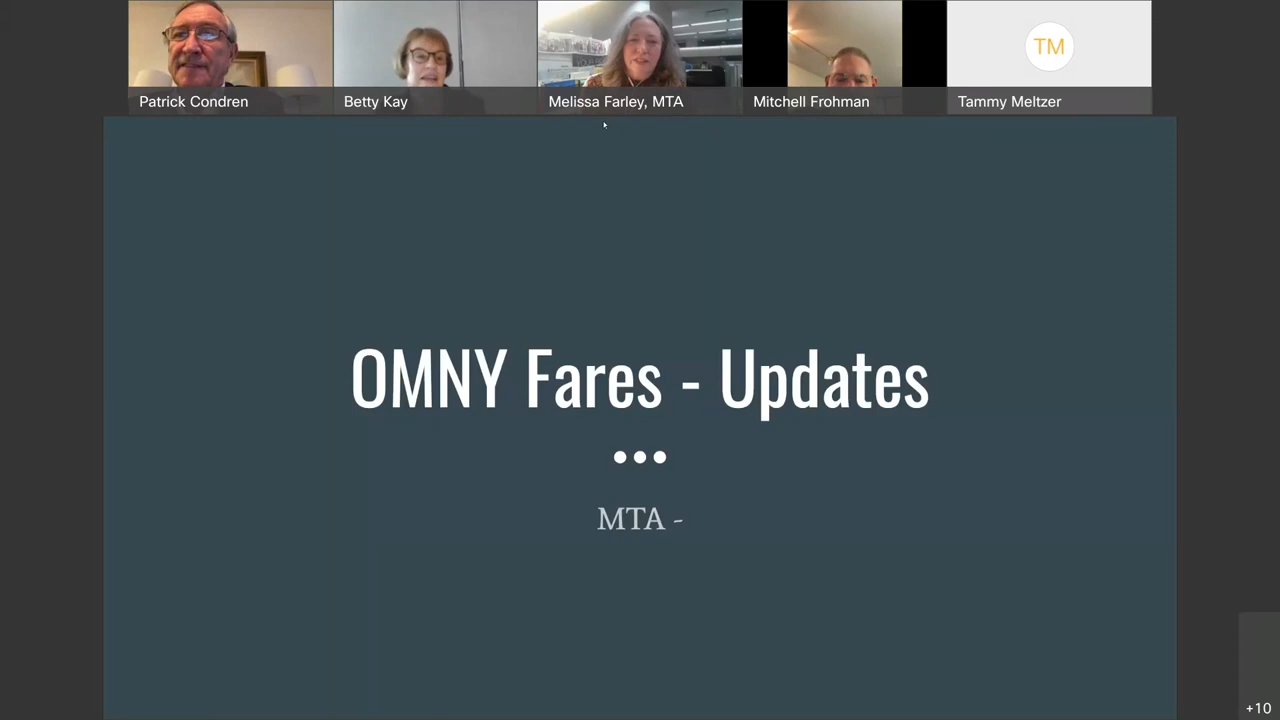 Patrick Condren
Betty Kay
Melissa Farley, MTA
Mitchell Frohman
TM
Tammy Meltzer
OMNY Fares - Updates
MTA -
+10